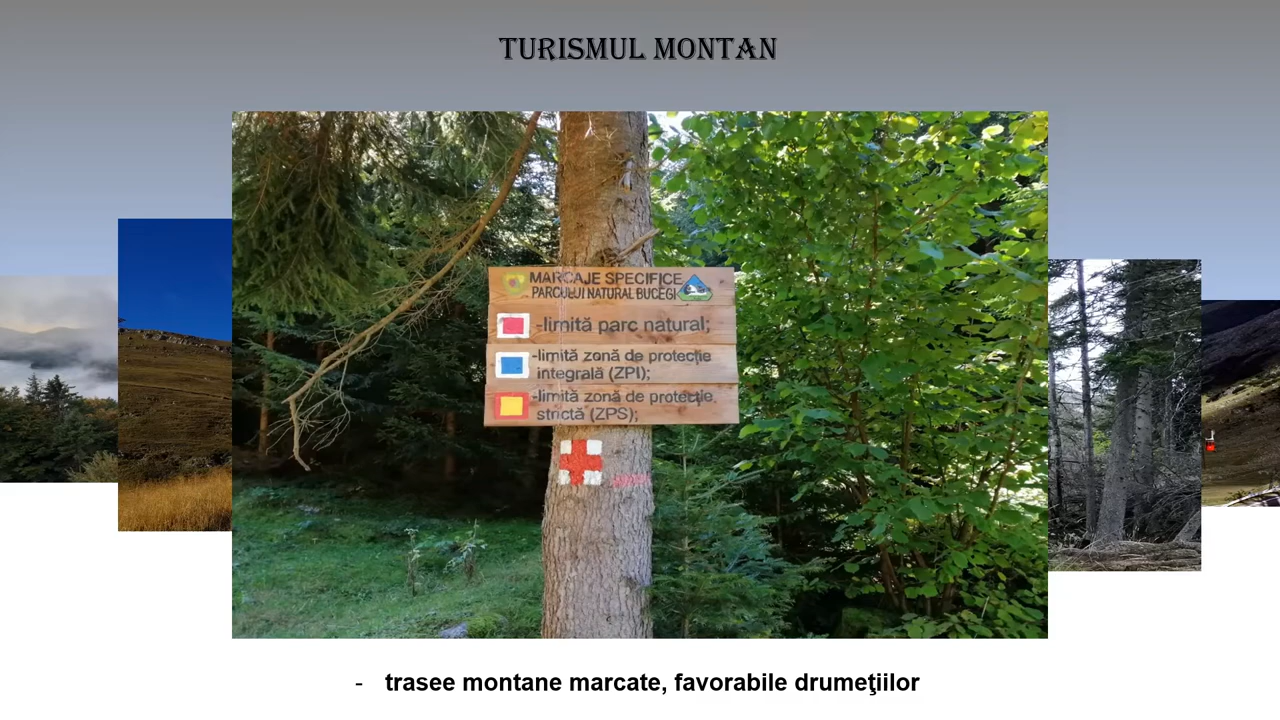 TURISMUL MONTAN
MARCAJE SPECIFICE
PARCULUI NATURAL BUCEGI
-limită parc natural;
-limită zonă de protecție
integrală (ZPI);
-limită zonă de protecție
strictă (ZPS);
- trasee montane marcate, favorabile drumeţiilor